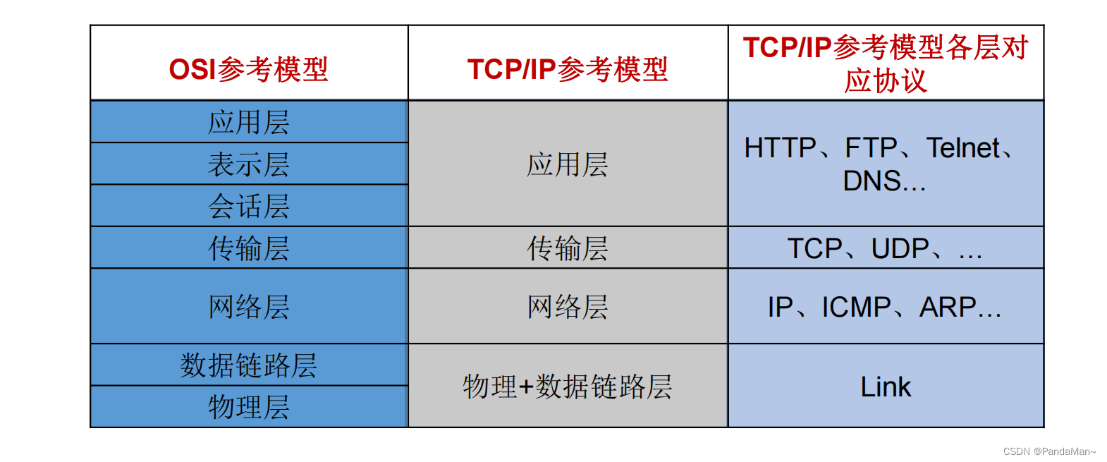 OSI参考模型
TCP/IP参考模型
TCP/IP参考模型各层对
应协议
应用层
表示层
会话层
应用层
HTTP、FTP、Telnet、
DNS…
传输层
传输层
TCP、UDP、…
网络层
网络层
IP、ICMP、ARP…
数据链路层
物理层
物理+数据链路层
Link
CSDN @PandaMan~